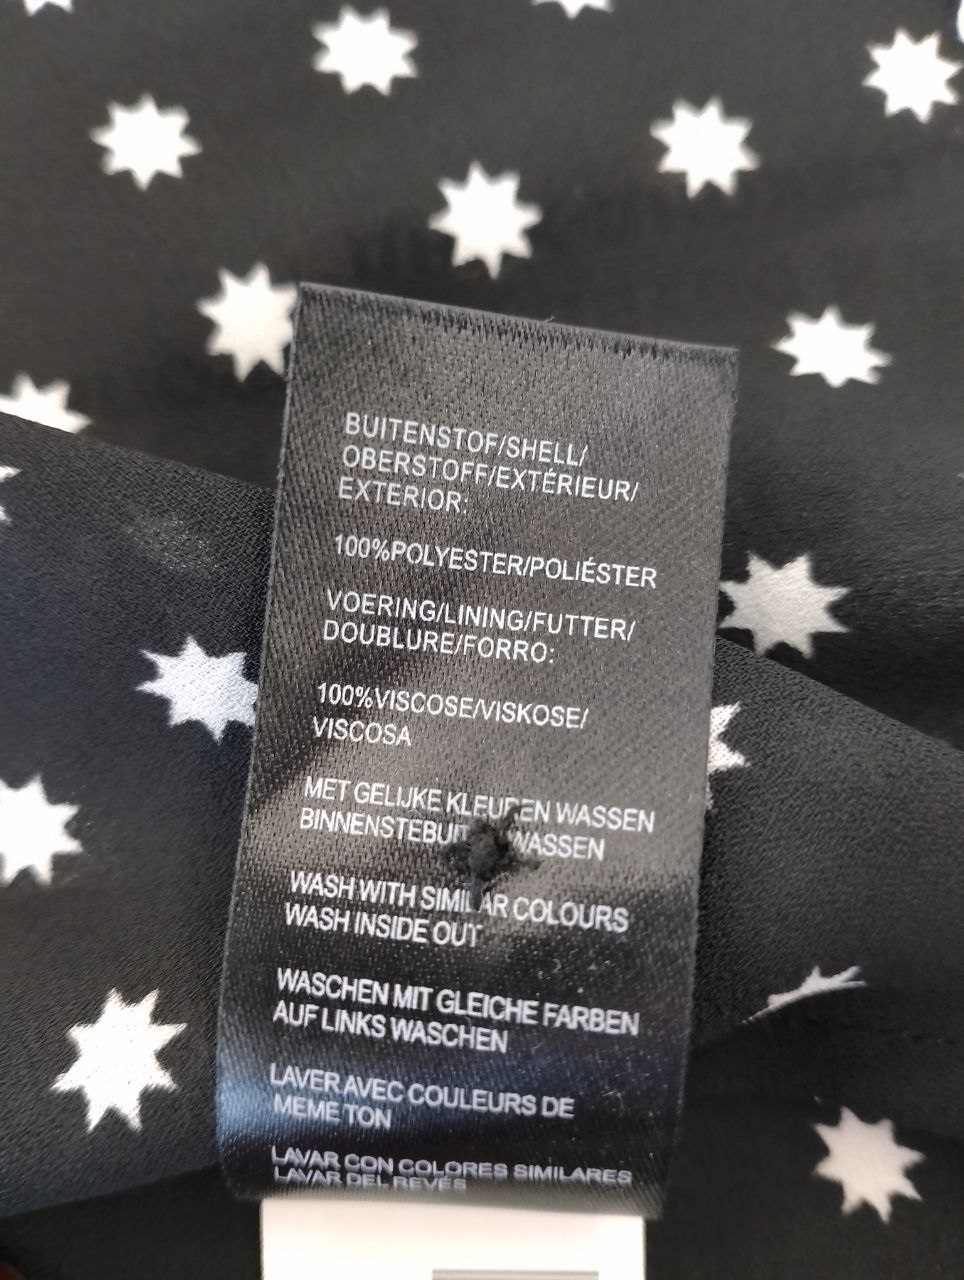 BUITENSTOF/SHELL/
OBERSTOFF/EXTÉRIEUR/
EXTERIOR:
100%POLYESTER/POLIÉSTER
VOERING/LINING/FUTTER/
DOUBLURE/FORRO:
100%VISCOSE/VISKOSE/
VISCOSA
MET GELIJKE KLEUREN WASSEN
BINNENSTEBUITEN WASSEN
WASH WITH SIMILAR COLOURS
WASH INSIDE OUT
WASCHEN MIT GLEICHE FARBEN
AUF LINKS WASCHEN
LAVER AVEC COULEURS DE
MEME TON
LAVAR CON COLORES SIMILARES
LAVAR DEL REVÉS